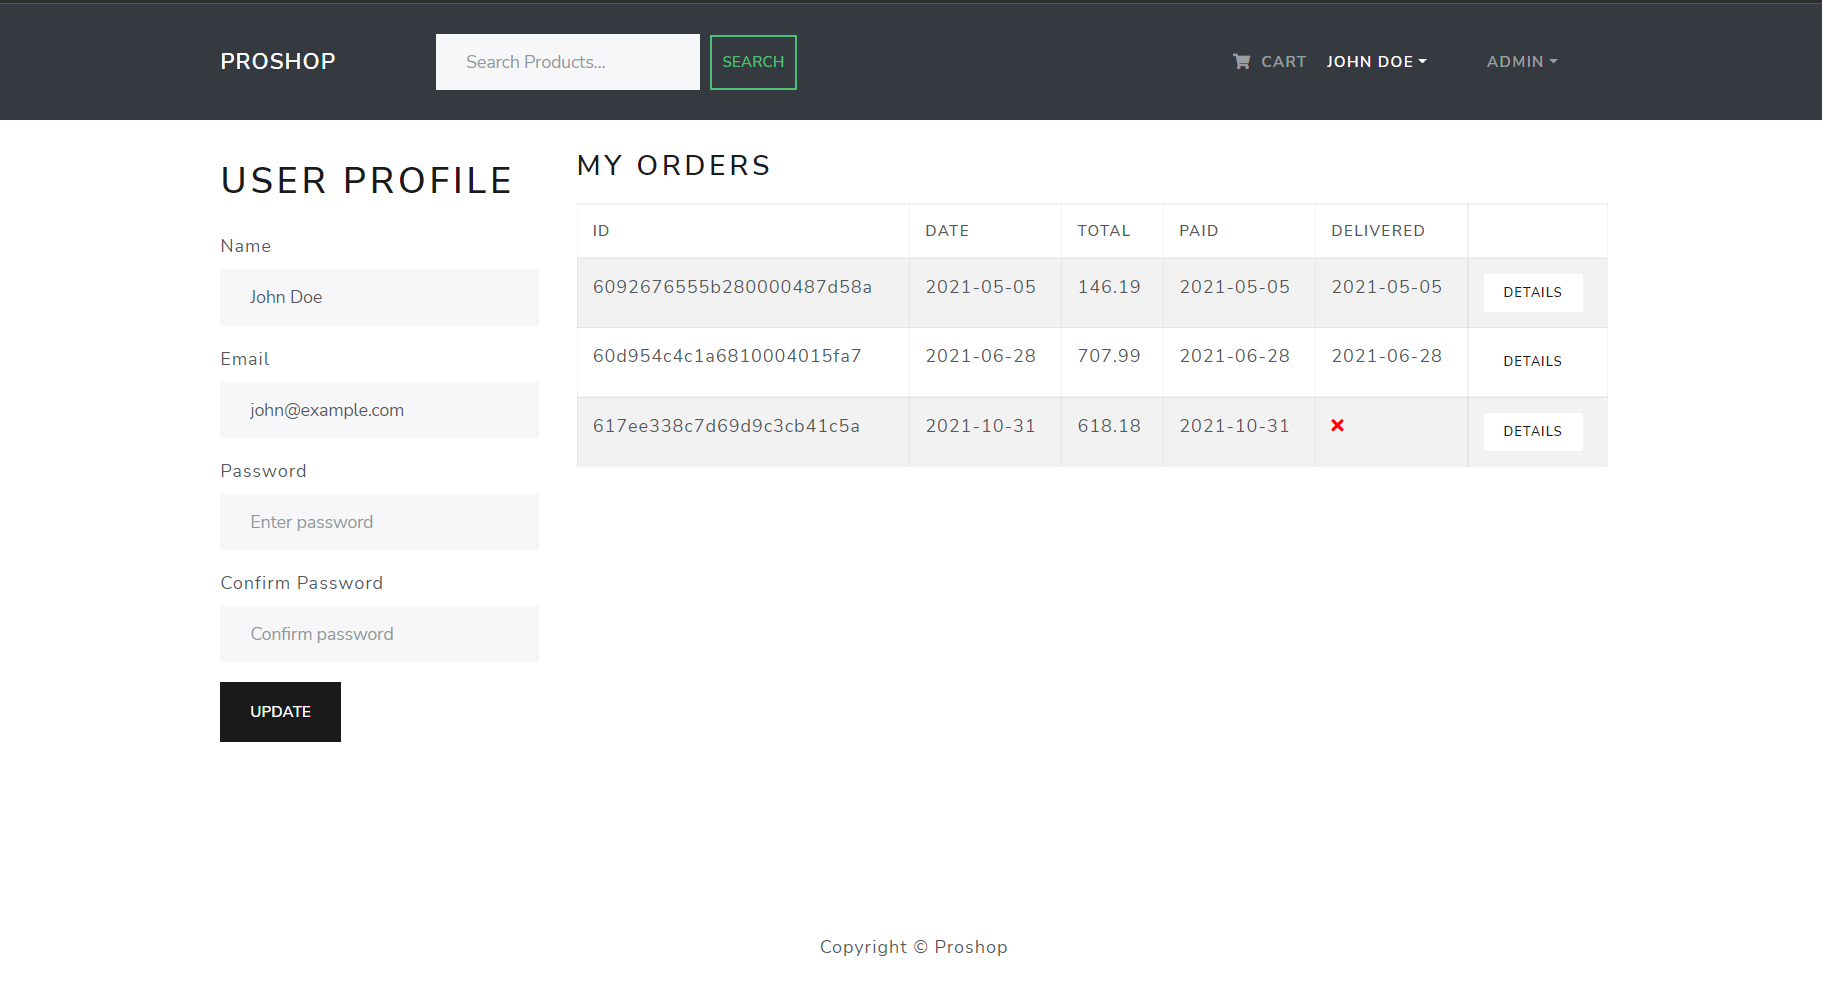 PROSHOP
Search Products...
SEARCH
CART
JOHN DOE
ADMIN
USER PROFILE
Name
John Doe
Email
john@example.com
Password
Enter password
Confirm Password
Confirm password
UPDATE
MY ORDERS
ID DATE TOTAL PAID DELIVERED
6092676555b280000487d58a 2021-05-05 146.19 2021-05-05 2021-05-05 DETAILS
60d954c4c1a6810004015fa7 2021-06-28 707.99 2021-06-28 2021-06-28 DETAILS
617ee338c7d69d9c3cb41c5a 2021-10-31 618.18 2021-10-31 DETAILS
Copyright © Proshop